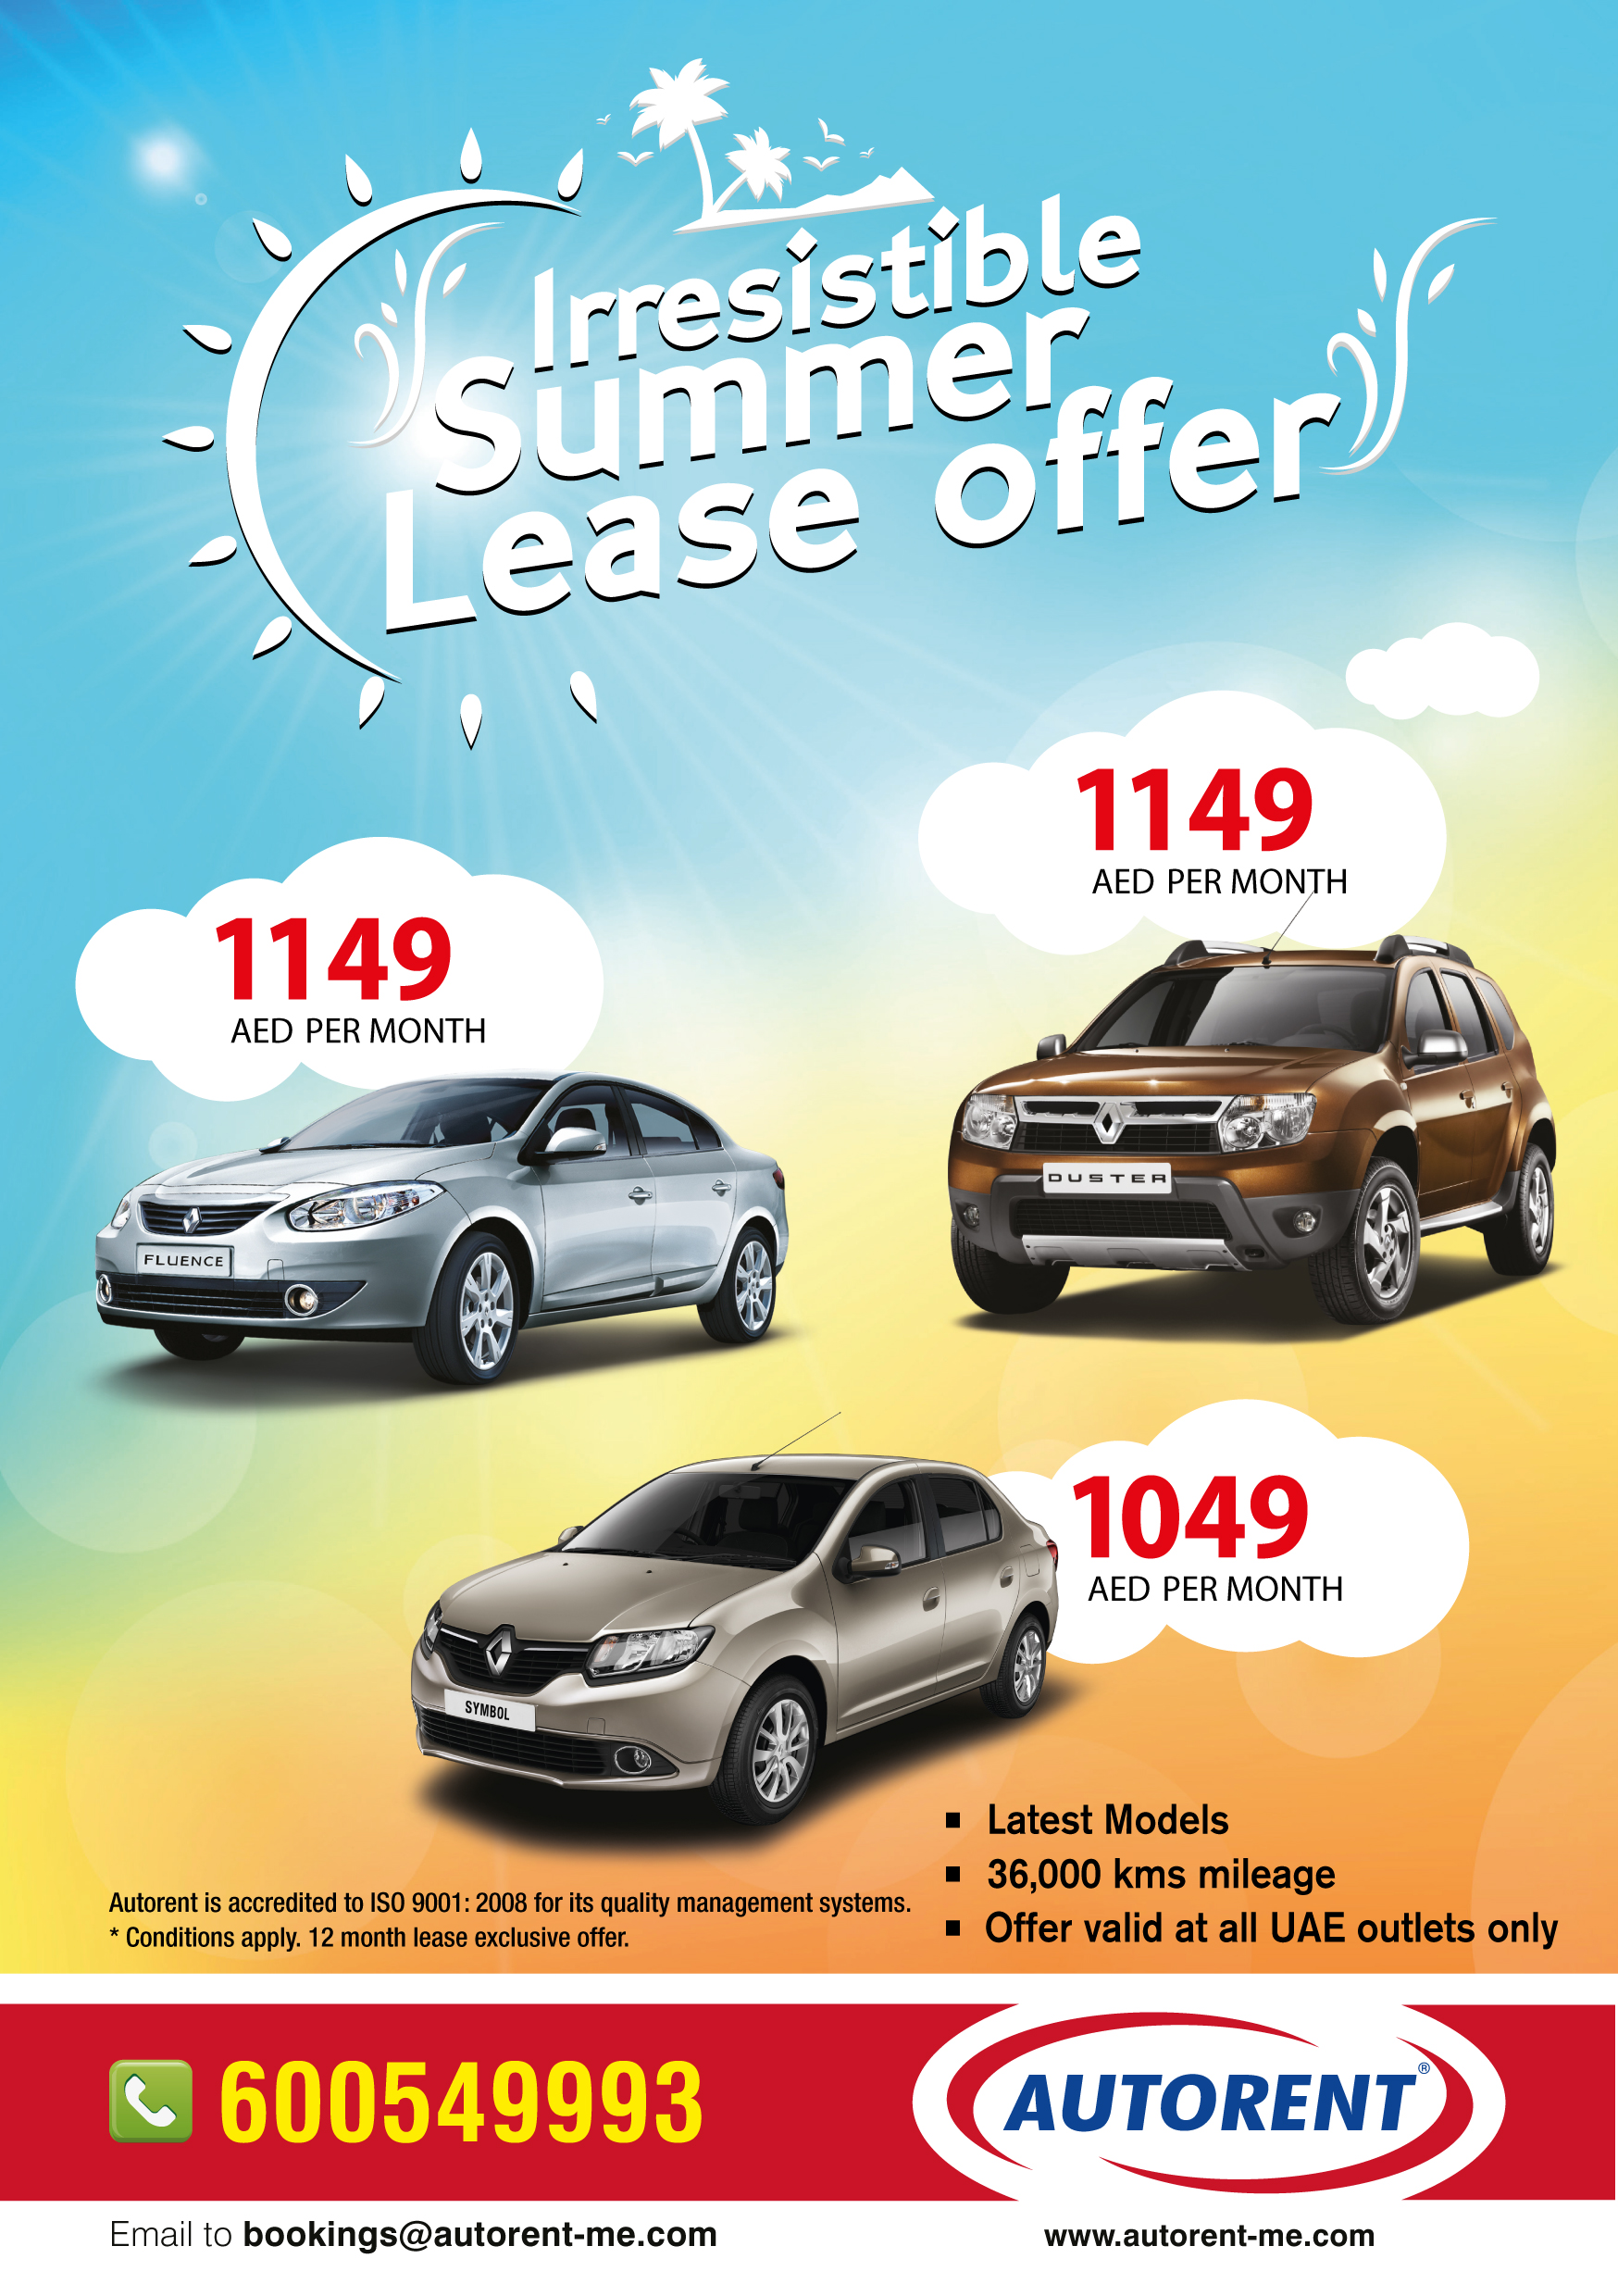 Irresistible
Summer
Lease offer
1149
AED PER MONTH
1149
AED PER MONTH
DUSTER
FLUENCE
1049
AED PER MONTH
SYMBOL
▪ Latest Models
▪ 36,000 kms mileage
▪ Offer valid at all UAE outlets only
Autorent is accredited to ISO 9001: 2008 for its quality management systems.
* Conditions apply. 12 month lease exclusive offer.
600549993
AUTORENT®
Email to bookings@autorent-me.com
www.autorent-me.com